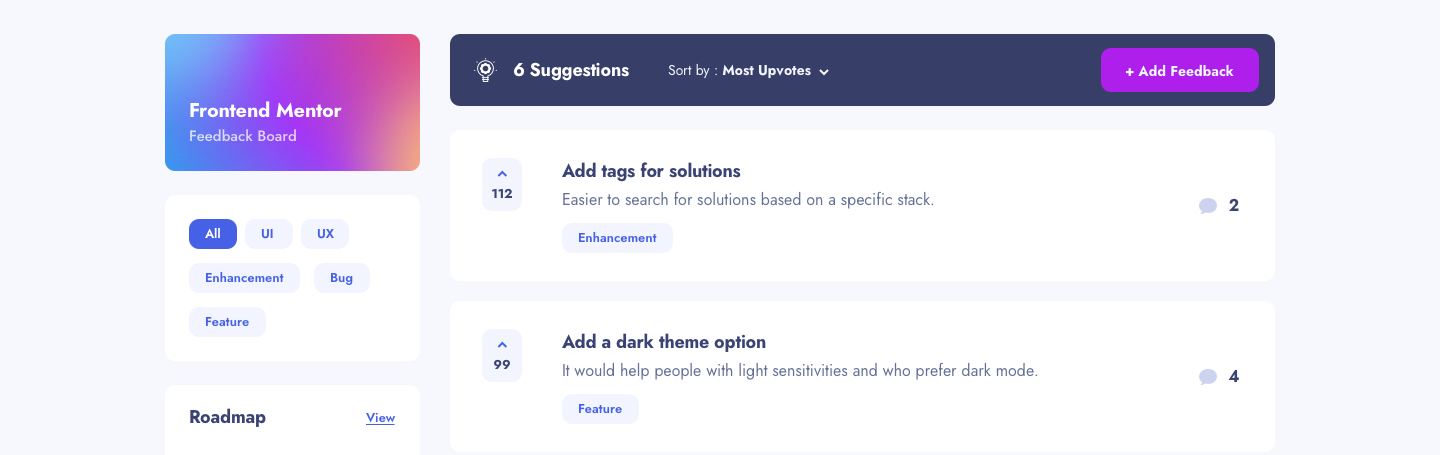 Frontend Mentor
Feedback Board
All UI UX
Enhancement Bug
Feature
Roadmap View
6 Suggestions Sort by : Most Upvotes + Add Feedback
Add tags for solutions
112
Easier to search for solutions based on a specific stack.
2
Enhancement
Add a dark theme option
99
It would help people with light sensitivities and who prefer dark mode.
4
Feature